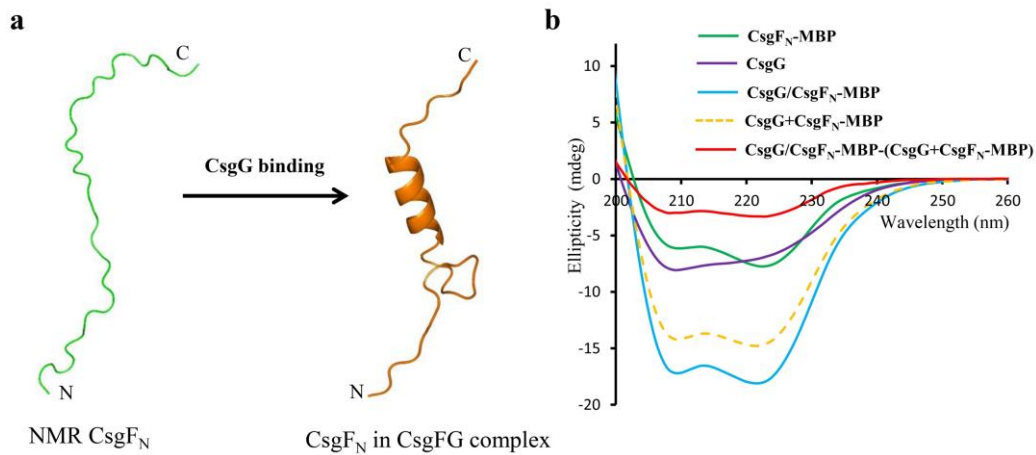 a
C
CsgG binding
N
N
C
NMR CsgFN
CsgFN in CsgFG complex
b
CsgFN-MBP
CsgG
CsgG/CsgFN-MBP
CsgG+CsgFN-MBP
CsgG/CsgFN-MBP-(CsgG+CsgFN-MBP)
Ellipticity (mdeg)
10
5
0
-5
-10
-15
-20
200 210 220 230 240 250 260
Wavelength (nm)